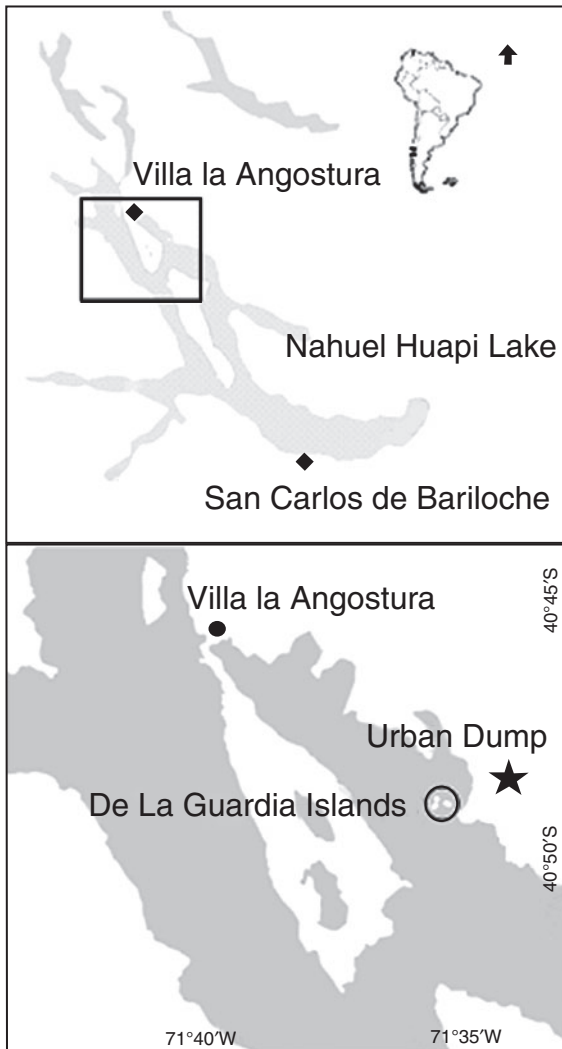 Villa la Angostura
Nahuel Huapi Lake
San Carlos de Bariloche
Villa la Angostura
40°45′S
Urban Dump
De La Guardia Islands
40°50′S
71°40′W
71°35′W